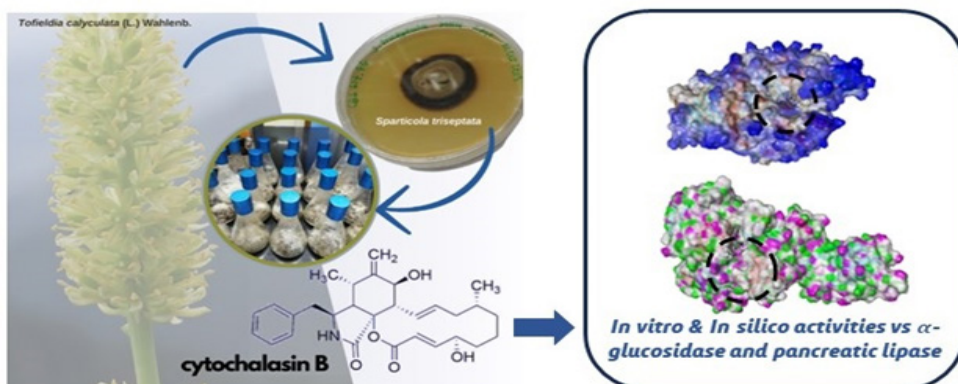 Tofieldia calyculata (L.) Wahlenb.
Sparticola triseptata
CH₂
H₃C
OH
CH₃
HN
O
O
O
OH
cytochalasin B
In vitro & In silico activities vs α-
glucosidase and pancreatic lipase